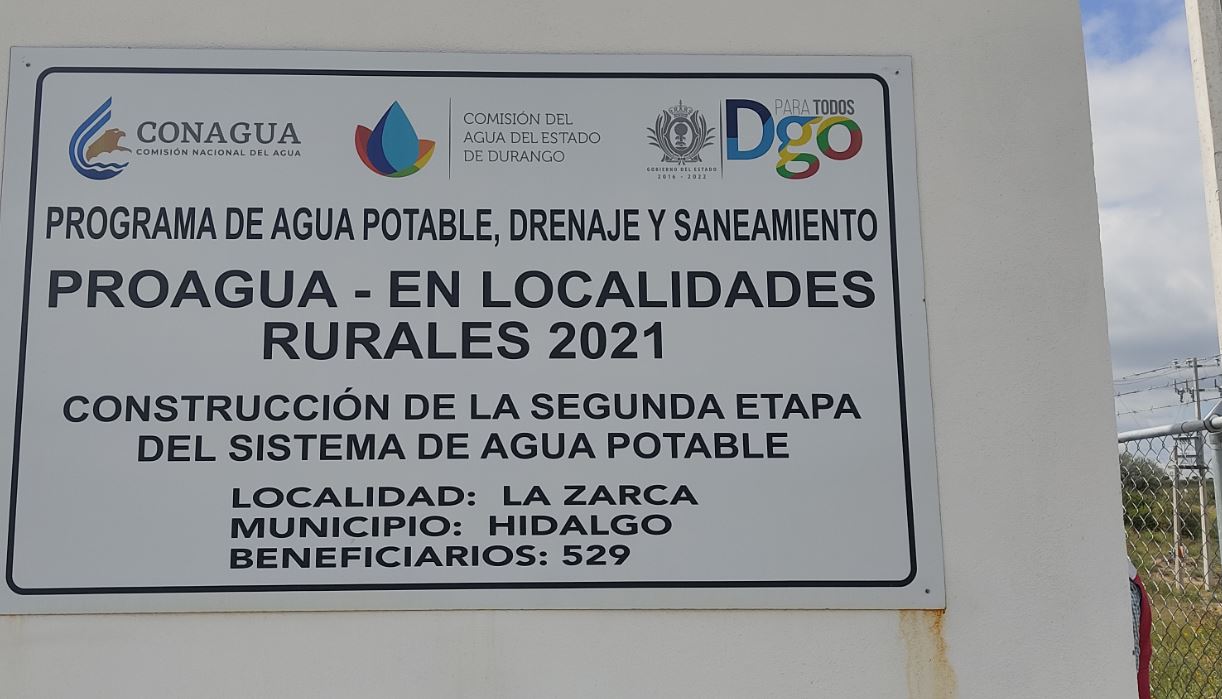 CONAGUA
COMISIÓN NACIONAL DEL AGUA
COMISIÓN DEL
AGUA DEL ESTADO
DE DURANGO
GOBIERNO DEL ESTADO
2016 - 2022
PARA TODOS
Dgo
PROGRAMA DE AGUA POTABLE, DRENAJE Y SANEAMIENTO
PROAGUA - EN LOCALIDADES
RURALES 2021
CONSTRUCCIÓN DE LA SEGUNDA ETAPA
DEL SISTEMA DE AGUA POTABLE
LOCALIDAD: LA ZARCA
MUNICIPIO: HIDALGO
BENEFICIARIOS: 529